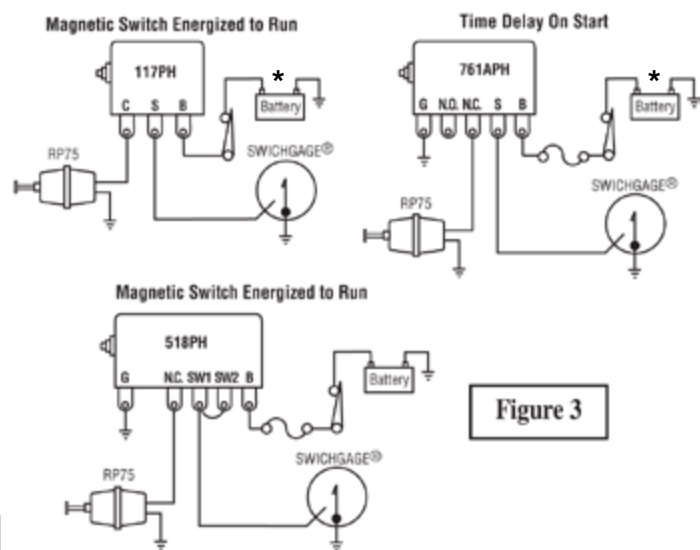 Magnetic Switch Energized to Run
117PH
C S B
*
Battery
RP75
SWICHGAGE®
Time Delay On Start
761APH
G N.O. N.C. S B
*
Battery
RP75
SWICHGAGE®
Magnetic Switch Energized to Run
518PH
G N.C. SW1 SW2 B
Battery
RP75
SWICHGAGE®
Figure 3